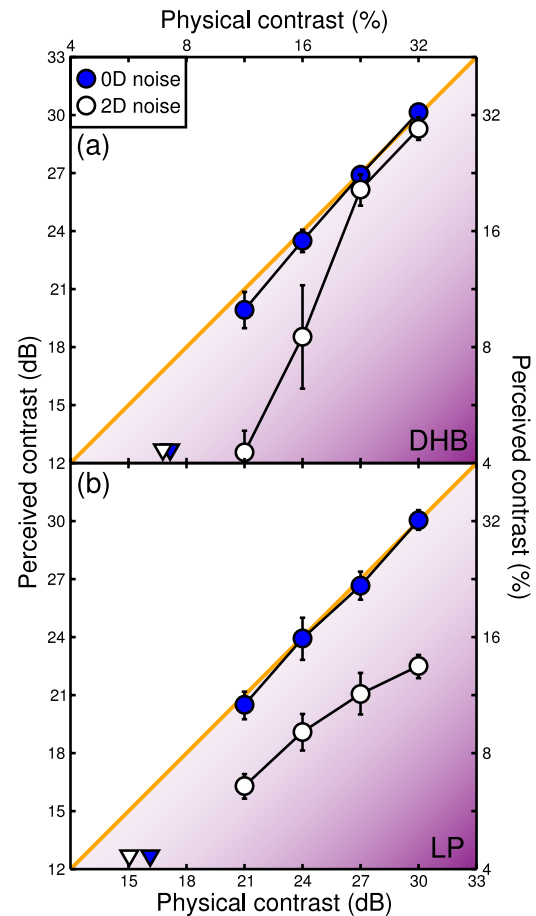 Physical contrast (%)
4 8 16 32
33
0D noise
2D noise
(a)
30
27
24
21
18
15
12
32
16
8
4
DHB
Perceived contrast (dB)
Perceived contrast (%)
(b)
30
27
24
21
18
15
12
32
16
8
4
LP
15 18 21 24 27 30 33
Physical contrast (dB)